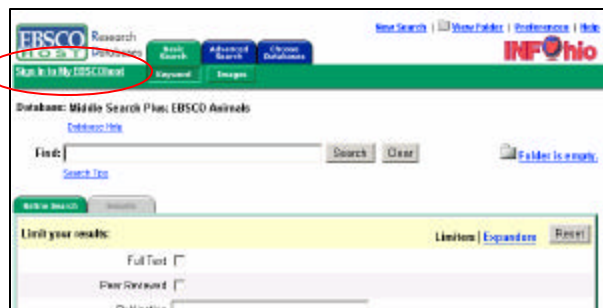 New Search | View Folder | Preferences | Help
EBSCO Research
HOST Databases
Basic Search
Advanced Search
Choose Databases
INFOhio
Sign In to My EBSCOhost
Keyword
Images
Database: Middle Search Plus; EBSCO Animals
Database Help
Find:
Search
Clear
Folder is empty.
Search Tips
Refine Search
Results
Limit your results:
Limiters | Expanders
Reset
Full Text
Peer Reviewed
Publication